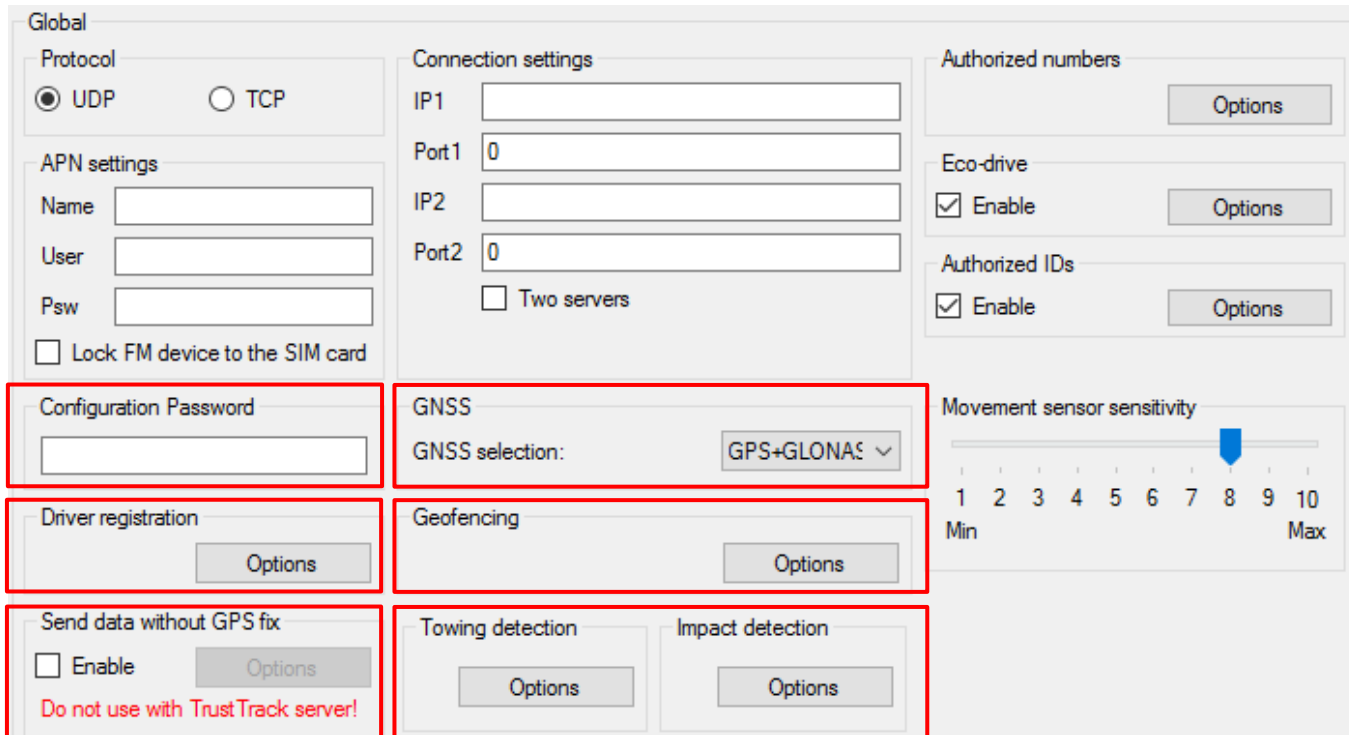 Global
Protocol
UDP
TCP
APN settings
Name
User
Psw
Lock FM device to the SIM card
Connection settings
IP1
Port1 0
IP2
Port2 0
Two servers
Authorized numbers
Options
Eco-drive
Enable Options
Authorized IDs
Enable Options
Configuration Password
GNSS
GNSS selection: GPS+GLONAS
Movement sensor sensitivity
1 2 3 4 5 6 7 8 9 10
Min Max
Driver registration
Options
Geofencing
Options
Send data without GPS fix
Enable Options
Do not use with TrustTrack server!
Towing detection
Options
Impact detection
Options